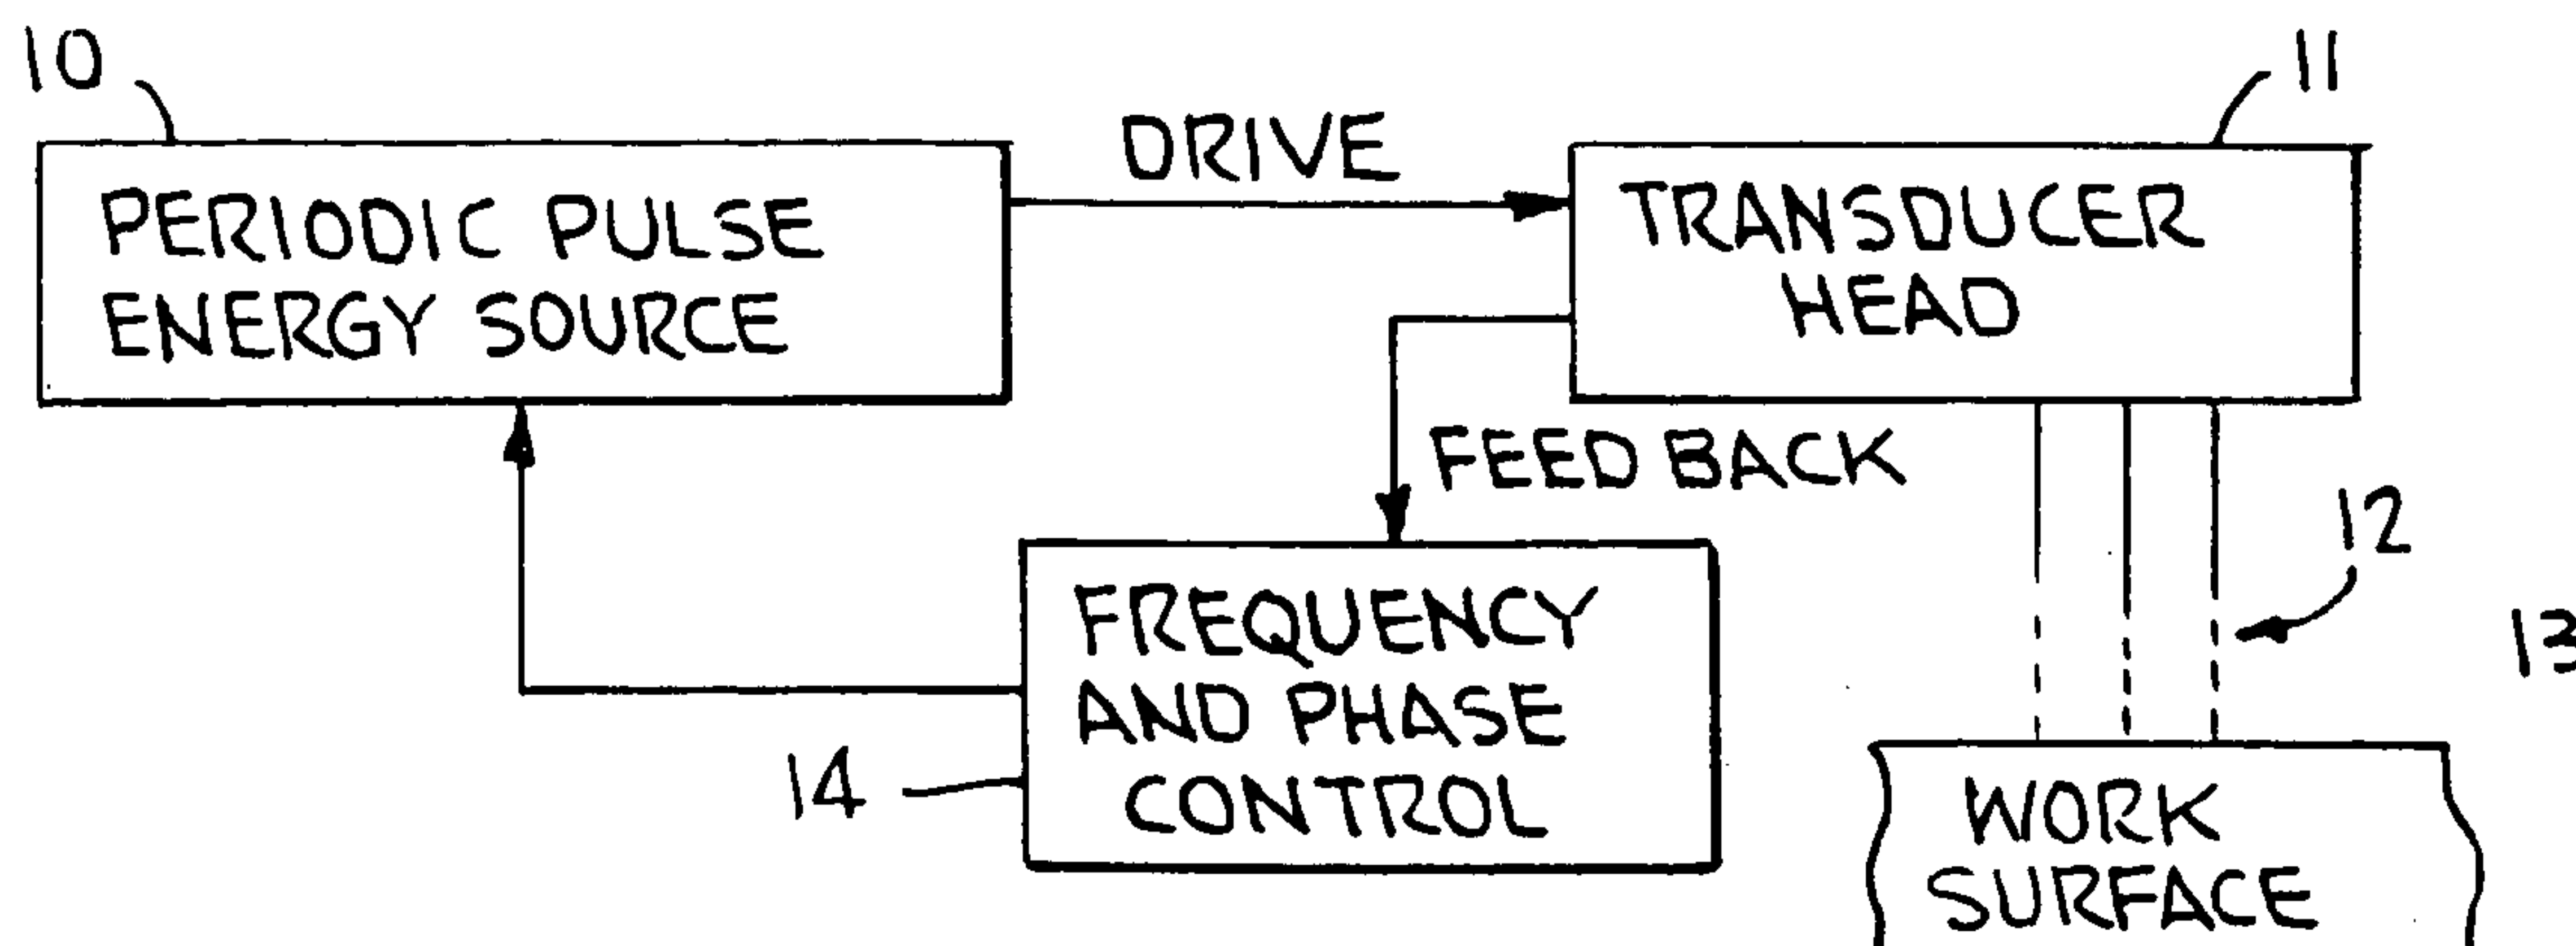 10
11
DRIVE
PERIODIC PULSE
ENERGY SOURCE
TRANSDUCER
HEAD
FEED BACK
12
13
FREQUENCY
AND PHASE
CONTROL
14
WORK
SURFACE